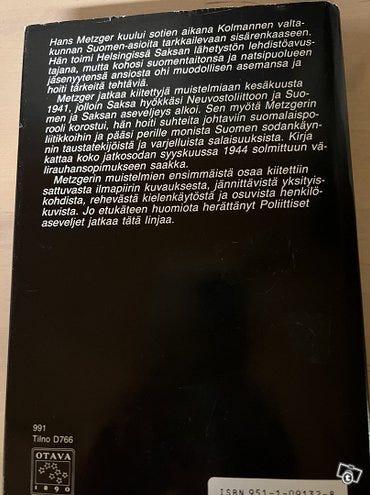 Hans Metzger kuului sotien aikana Kolmannen valta-
kunnan Suomen-asioita tarkkailevaan sisärenkaaseen.
Hän toimi Helsingissä Saksan lähetystön lehdistöavus-
tajana, mutta kohosi suomentaitonsa ja natsipuolueen
jäsenyytensä ansiosta ohi muodollisen asemansa ja
hoiti tärkeitä tehtäviä.
Metzger jatkaa kiitettyjä muistelmiaan kesäkuusta
1941, jolloin Saksa hyökkäsi Neuvostoliittoon ja Suo-
men ja Saksan aseveljeys alkoi. Sen myötä Metzgerin
rooli korostui, hän hoiti suhteita johtaviin suomalaispo-
liitikkoihin ja pääsi perille monista Suomen sodankäyn-
nin taustatekijöistä ja varjelluista salaisuuksista. Kirja
kattaa koko jatkosodan syyskuussa 1944 solmittuun vä-
lirauhansopimukseen saakka.
Metzgerin muistelmien ensimmäistä osaa kiitettiin
sattuvasta ilmapiirin kuvauksesta, jännittävistä yksityis-
kohdista, rehevästä kielenkäytöstä ja osuvista henkilö-
kuvista. Jo etukäteen huomiota herättänyt Poliittiset
aseveljet jatkaa tätä linjaa.
991
Tilno D766
OTAVA
1890
ISBN 951-1-09132-8